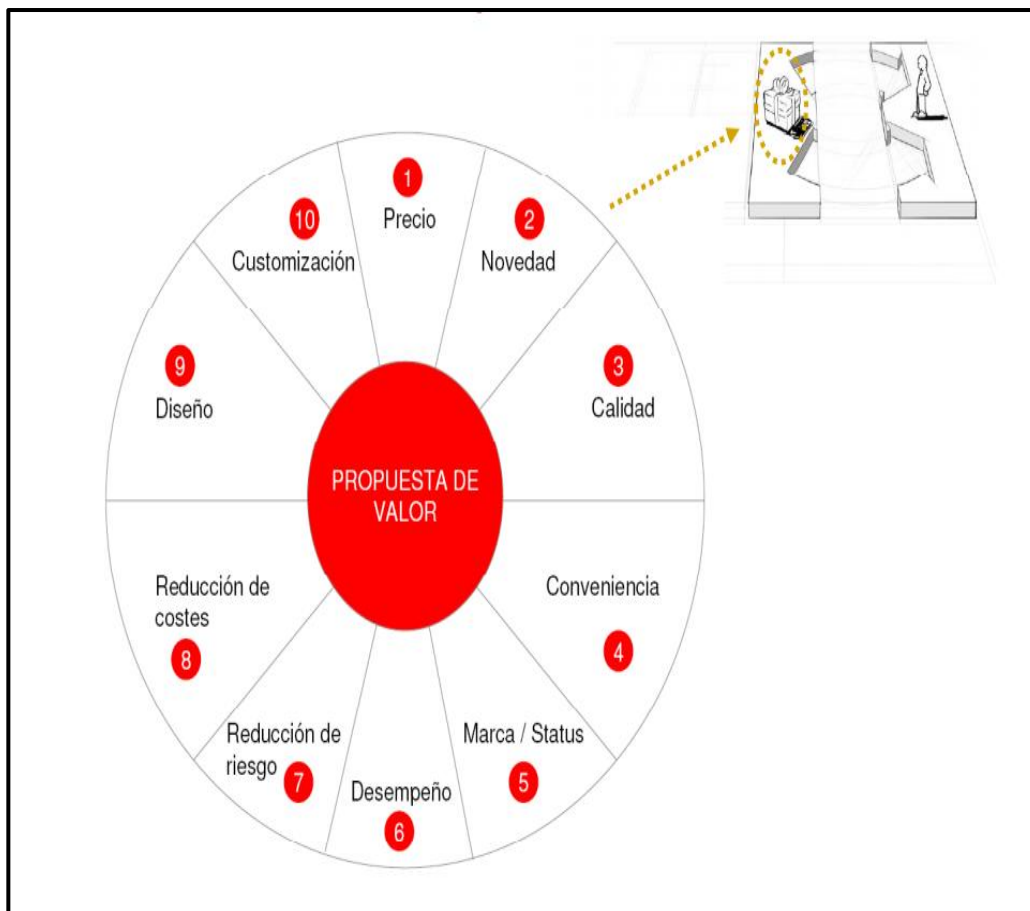 1
Precio
2
Novedad
3
Calidad
Conveniencia
4
Marca / Status
5
Desempeño
6
Reducción de
riesgo
7
Reducción de
costes
8
9
Diseño
10
Customización
PROPUESTA DE
VALOR